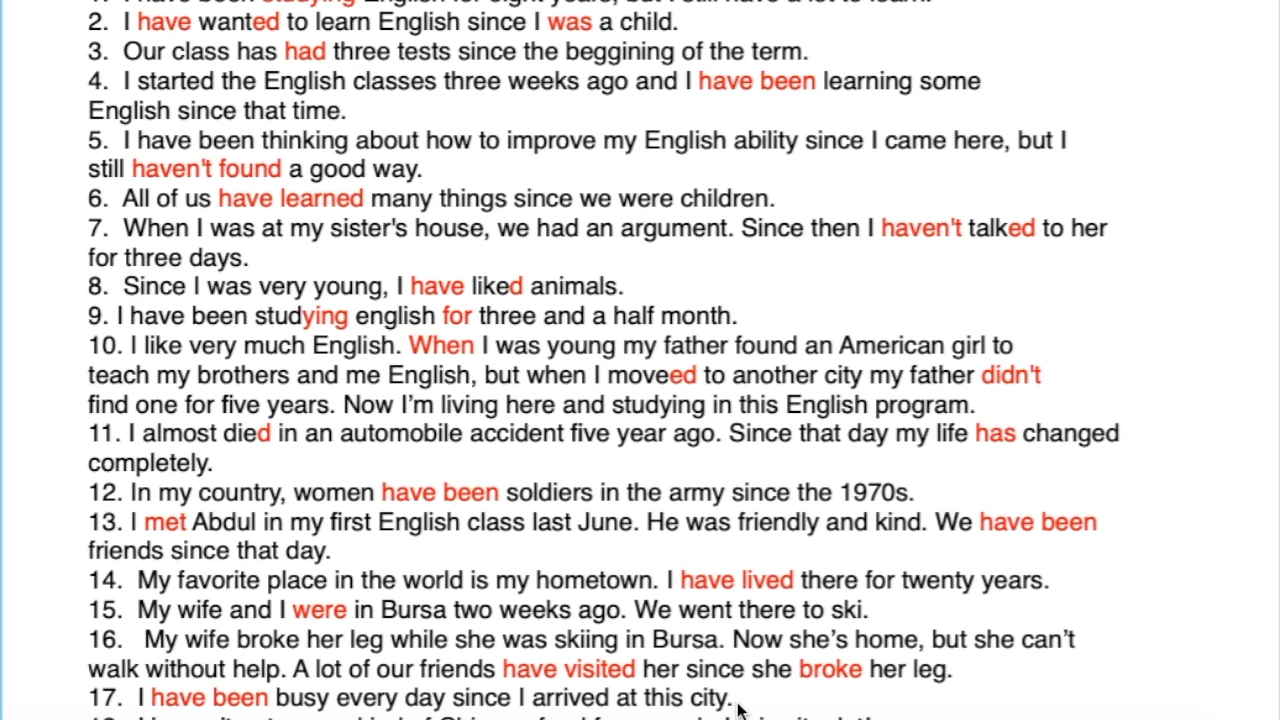 studying English for eight years, but I still have a lot to learn.
2. I have wanted to learn English since I was a child.
3. Our class has had three tests since the beggining of the term.
4. I started the English classes three weeks ago and I have been learning some
English since that time.
5. I have been thinking about how to improve my English ability since I came here, but I
still haven't found a good way.
6. All of us have learned many things since we were children.
7. When I was at my sister's house, we had an argument. Since then I haven't talked to her
for three days.
8. Since I was very young, I have liked animals.
9. I have been studying english for three and a half month.
10. I like very much English. When I was young my father found an American girl to
teach my brothers and me English, but when I moveed to another city my father didn't
find one for five years. Now I’m living here and studying in this English program.
11. I almost died in an automobile accident five year ago. Since that day my life has changed
completely.
12. In my country, women have been soldiers in the army since the 1970s.
13. I met Abdul in my first English class last June. He was friendly and kind. We have been
friends since that day.
14. My favorite place in the world is my hometown. I have lived there for twenty years.
15. My wife and I were in Bursa two weeks ago. We went there to ski.
16. My wife broke her leg while she was skiing in Bursa. Now she’s home, but she can’t
walk without help. A lot of our friends have visited her since she broke her leg.
17. I have been busy every day since I arrived at this city.